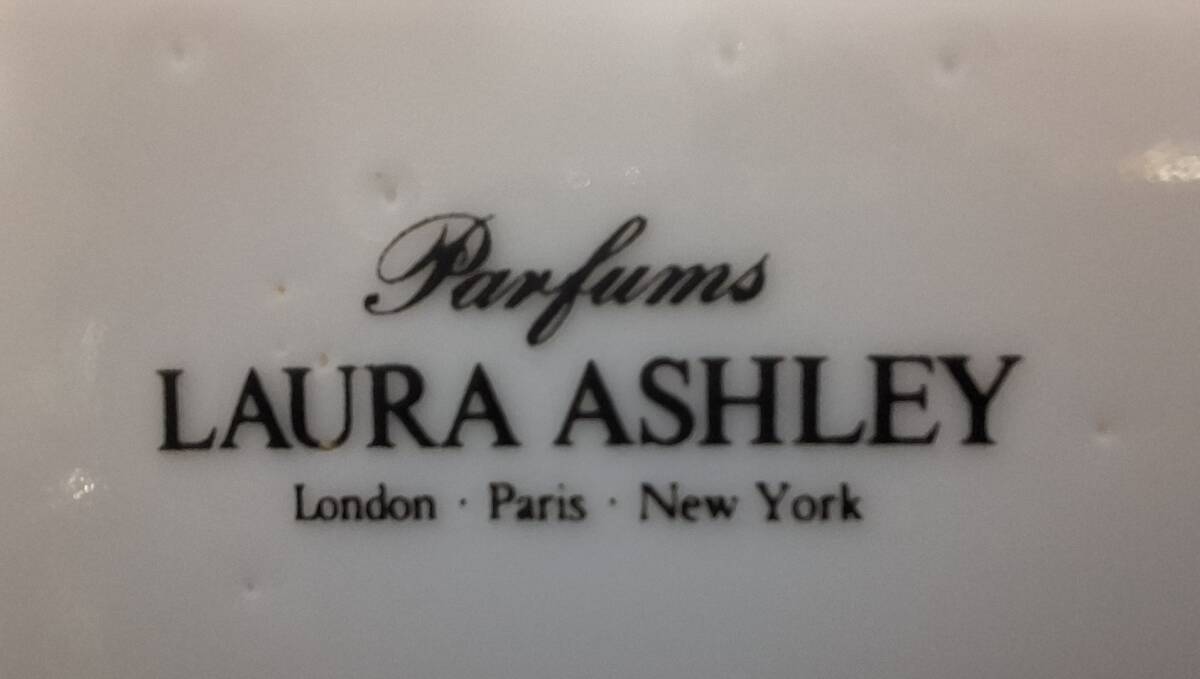 Parfums
LAURA ASHLEY
London · Paris · New York